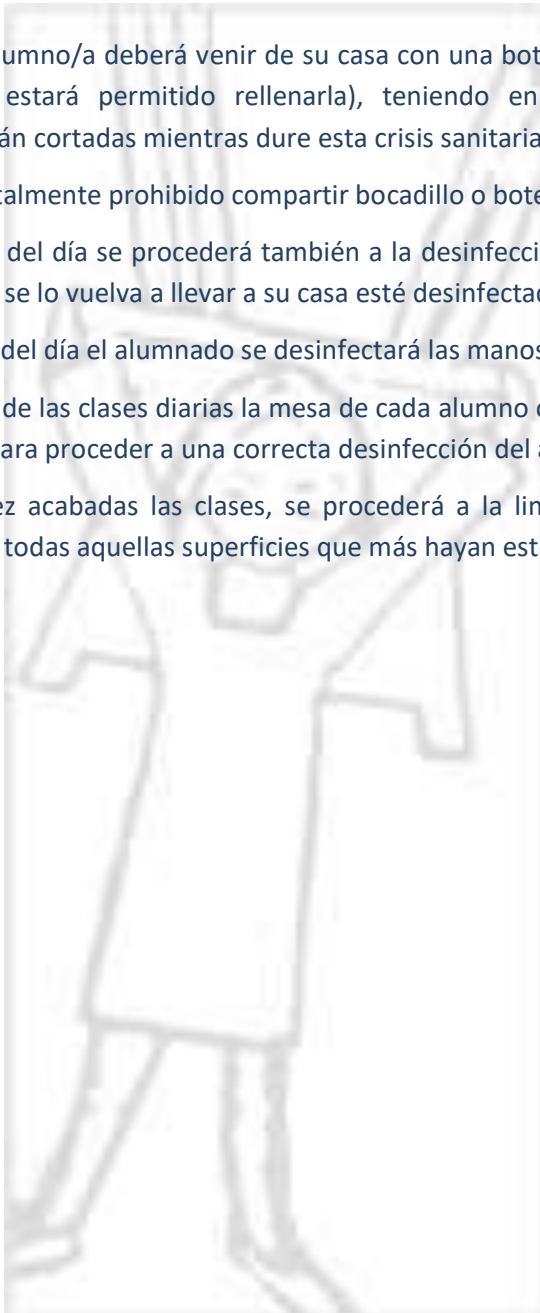 umno/a deberá venir de su casa con una bot
estará permitido rellenarla), teniendo en
án cortadas mientras dure esta crisis sanitaria
talmente prohibido compartir bocadillo o bote
del día se procederá también a la desinfecci
se lo vuelva a llevar a su casa esté desinfectad
del día el alumnado se desinfectará las manos
de las clases diarias la mesa de cada alumno
ara proceder a una correcta desinfección del
ez acabadas las clases, se procederá a la lim
todas aquellas superficies que más hayan est